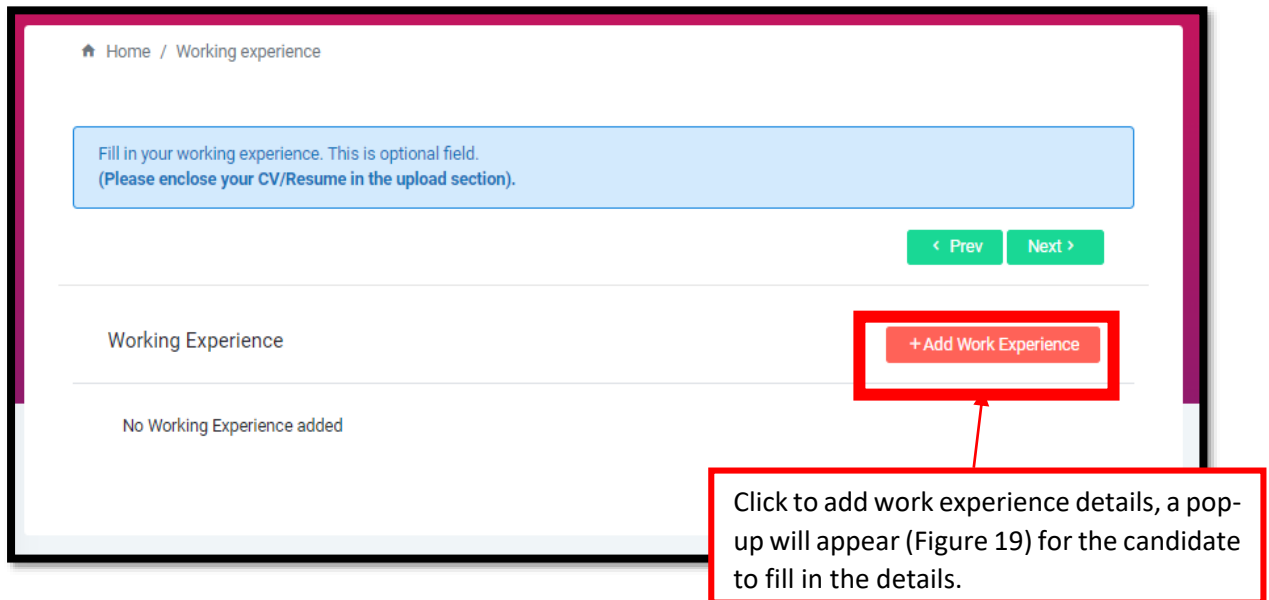 Home / Working experience
Fill in your working experience. This is optional field.
(Please enclose your CV/Resume in the upload section).
‹ Prev
Next ›
Working Experience
+Add Work Experience
No Working Experience added
Click to add work experience details, a pop-
up will appear (Figure 19) for the candidate
to fill in the details.